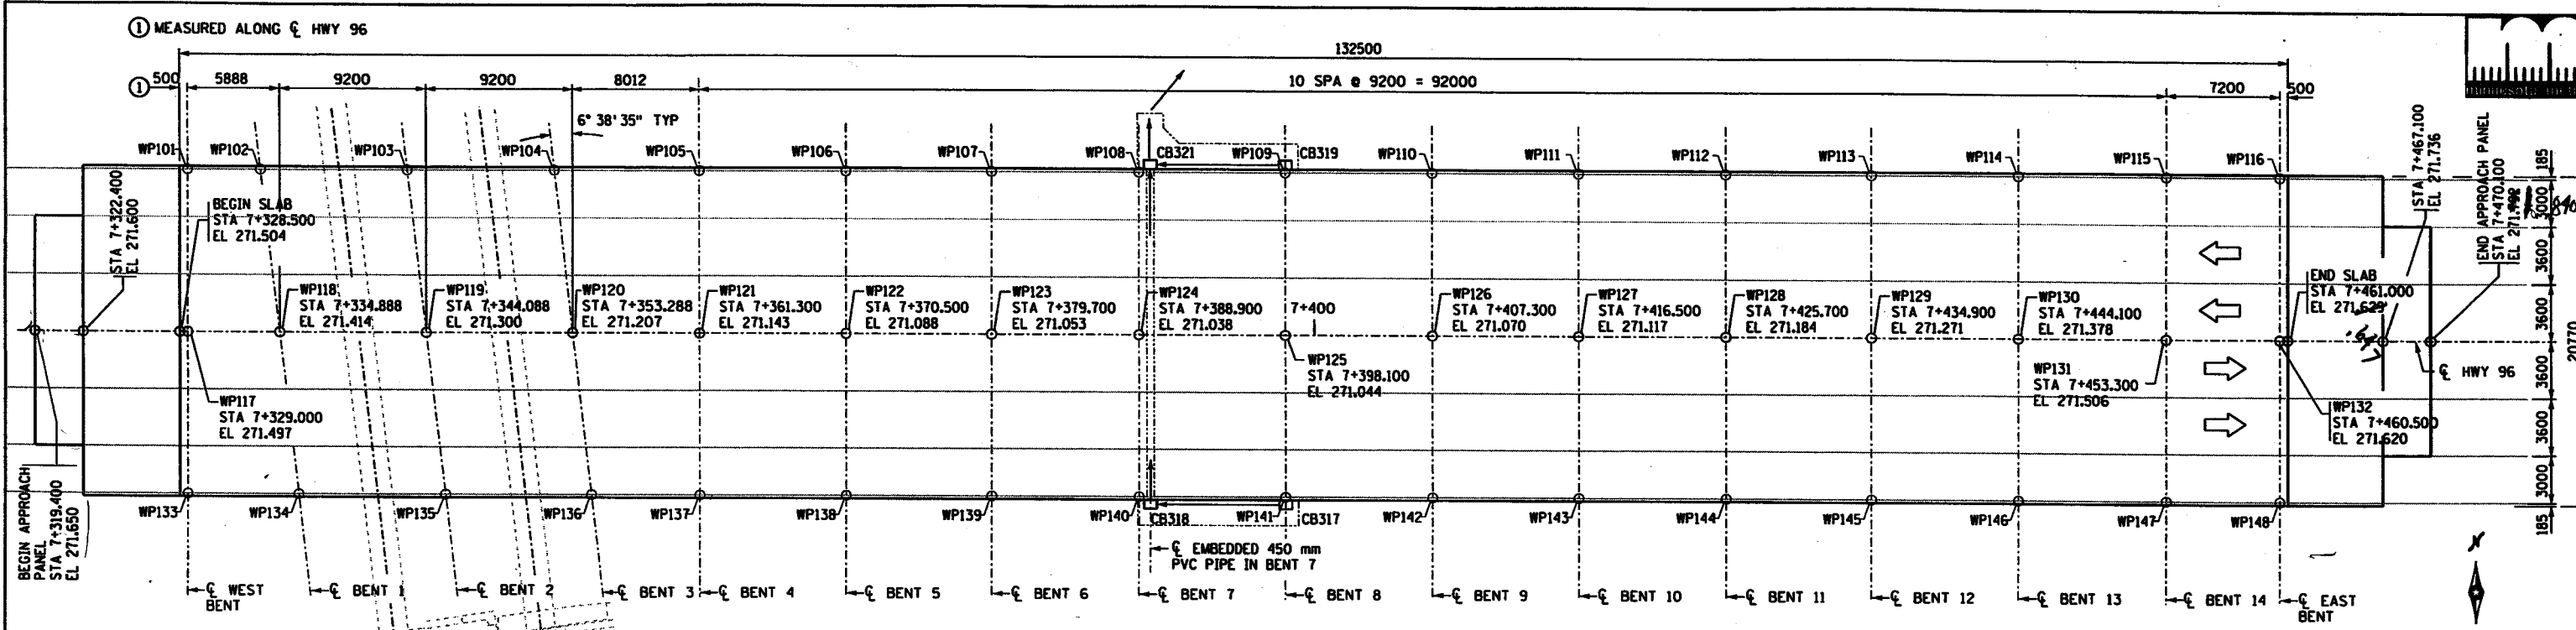 ① MEASURED ALONG ℄ HWY 96
132500
① 500 5888 9200 9200 8012 10 SPA @ 9200 = 92000 7200 500
6° 38' 35" TYP
WP101 WP102 WP103 WP104 WP105 WP106 WP107 WP108 CB321 WP109 CB319 WP110 WP111 WP112 WP113 WP114 WP115 WP116
STA 7+322.400
EL 271.600
BEGIN SLAB
STA 7+328.500
EL 271.504
WP118
STA 7+334.888
EL 271.414
WP119
STA 7+344.088
EL 271.300
WP120
STA 7+353.288
EL 271.207
WP121
STA 7+361.300
EL 271.143
WP122
STA 7+370.500
EL 271.088
WP123
STA 7+379.700
EL 271.053
WP124
STA 7+388.900
EL 271.038
7+400
WP125
STA 7+398.100
EL 271.044
WP126
STA 7+407.300
EL 271.070
WP127
STA 7+416.500
EL 271.117
WP128
STA 7+425.700
EL 271.184
WP129
STA 7+434.900
EL 271.271
WP130
STA 7+444.100
EL 271.378
WP131
STA 7+453.300
EL 271.506
END SLAB
STA 7+461.000
EL 271.629
WP132
STA 7+460.500
EL 271.620
STA 7+467.100
EL 271.736
END APPROACH PANEL
STA 7+470.100
℄ HWY 96
185
3000
3600
3600
3600
3600
3000
185
20770
WP117
STA 7+329.000
EL 271.497
BEGIN APPROACH
PANEL
STA 7+319.400
EL 271.650
WP133 WP134 WP135 WP136 WP137 WP138 WP139 WP140 CB318 WP141 CB317 WP142 WP143 WP144 WP145 WP146 WP147 WP148
℄ EMBEDDED 450 mm
PVC PIPE IN BENT 7
℄ WEST
BENT
℄ BENT 1
℄ BENT 2
℄ BENT 3
℄ BENT 4
℄ BENT 5
℄ BENT 6
℄ BENT 7
℄ BENT 8
℄ BENT 9
℄ BENT 10
℄ BENT 11
℄ BENT 12
℄ BENT 13
℄ BENT 14
℄ EAST
BENT
N